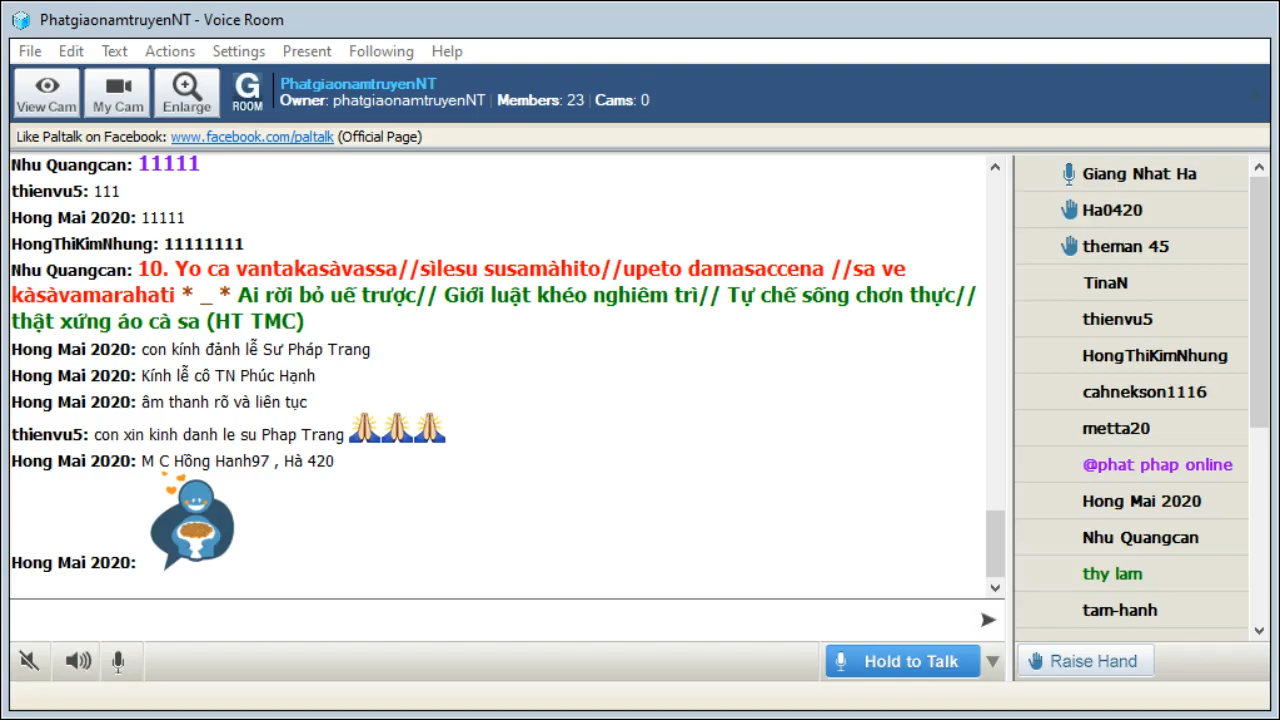 PhatgiaonamtruyenNT - Voice Room
File Edit Text Actions Settings Present Following Help
View Cam My Cam Enlarge G ROOM PhatgiaonamtruyenNT
Owner: phatgiaonamtruyenNT | Members: 23 | Cams: 0
Like Paltalk on Facebook: www.facebook.com/paltalk (Official Page)
Nhu Quangcan: 11111
thienvu5: 111
Hong Mai 2020: 11111
HongThiKimNhung: 11111111
Nhu Quangcan: 10. Yo ca vantakasàvassa//sìlesu susamàhito//upeto damasaccena //sa ve
kàsàvamarahati * _ * Ai rời bỏ uế trược// Giới luật khéo nghiêm trì// Tự chế sống chơn thực//
thật xứng áo cà sa (HT TMC)
Hong Mai 2020: con kính đảnh lễ Sư Pháp Trang
Hong Mai 2020: Kính lễ cô TN Phúc Hạnh
Hong Mai 2020: âm thanh rõ và liên tục
thienvu5: con xin kinh danh le su Phap Trang
Hong Mai 2020: M C Hồng Hanh97 , Hà 420
Hong Mai 2020:
Giang Nhat Ha
Ha0420
theman 45
TinaN
thienvu5
HongThiKimNhung
cahnekson1116
metta20
@phat phap online
Hong Mai 2020
Nhu Quangcan
thy lam
tam-hanh
Hold to Talk
Raise Hand